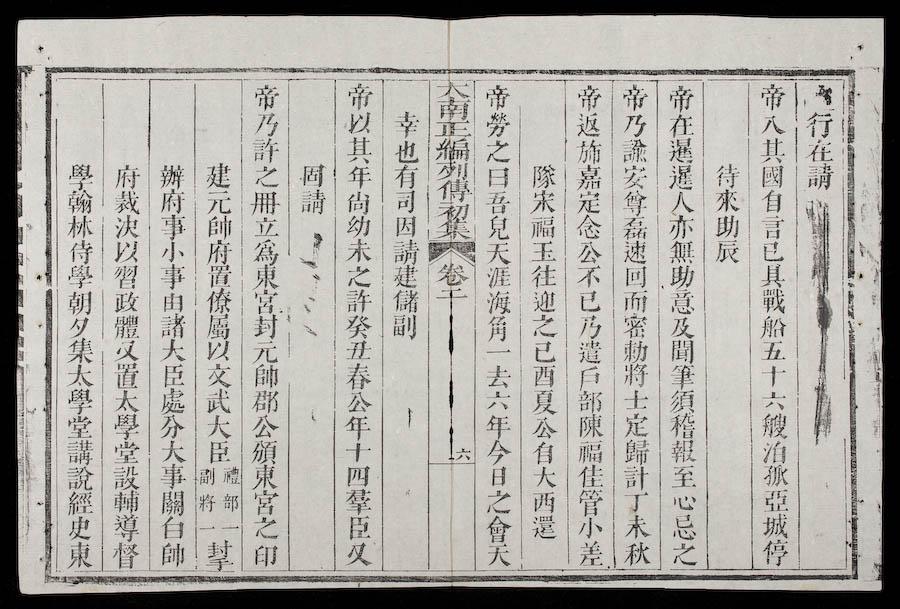 行在請
帝入其國自言已具戰船五十六艘泊孤亞城停
待來助辰
帝在暹暹人亦無助意及聞筆須稽報至心忌之
帝乃諭安尊磊速回而密勅將士定歸計丁未秋
帝返斾嘉定念公不已乃遣戶部陳福佳管小差
隊宋福玉往迎之己酉夏公自大西還
帝勞之曰吾兒天涯海角一去六年今日之會天
大南正編列傳初集 卷二 六
幸也有司因請建儲副
帝以其年尙幼未之許癸丑春公年十四羣臣又
固請
帝乃許之冊立爲東宮封元帥郡公頒東宮之印
建元帥府置僚屬以文武大臣禮部一副將一封掌
辦府事小事由諸大臣處分大事關白帥
府裁決以習政體又置太學堂設輔導督
學翰林侍學朝夕集太學堂講說經史東